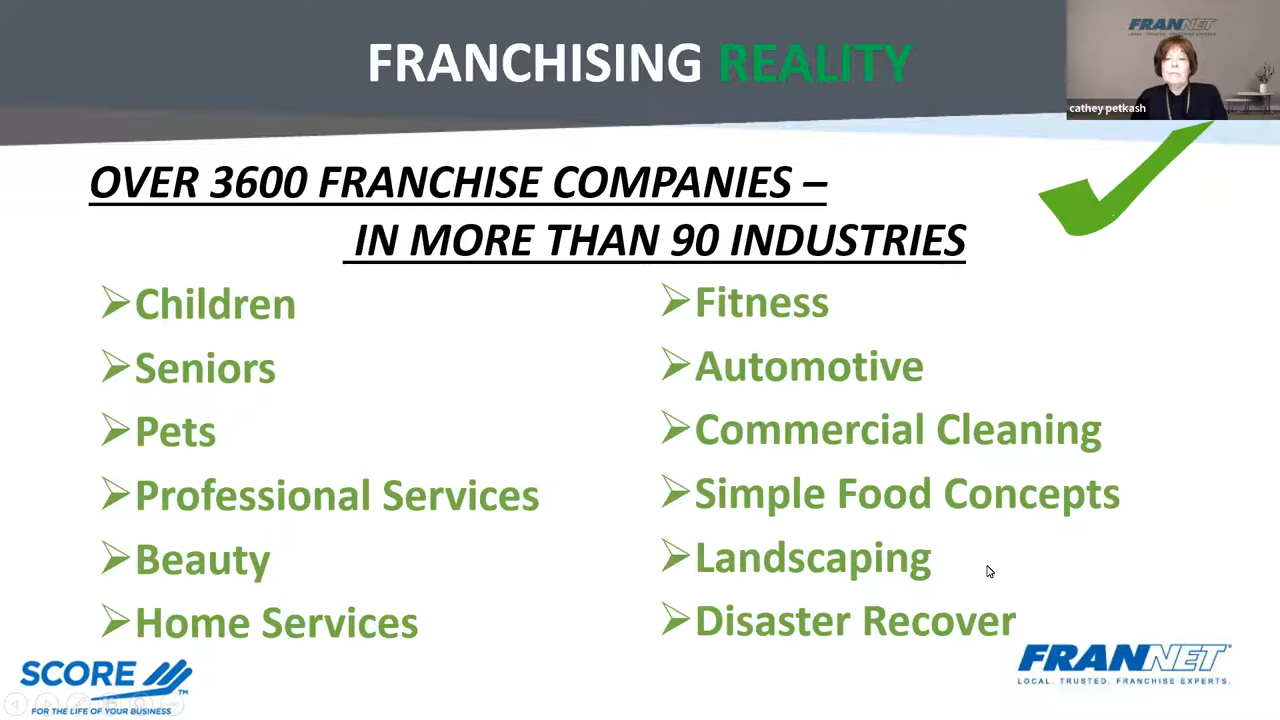 FRANCHISING REALITY
FRANNET
cathey petkash
OVER 3600 FRANCHISE COMPANIES –
IN MORE THAN 90 INDUSTRIES
Children
Seniors
Pets
Professional Services
Beauty
Home Services
Fitness
Automotive
Commercial Cleaning
Simple Food Concepts
Landscaping
Disaster Recover
SCORE
TM
FOR THE LIFE OF YOUR BUSINESS
FRANNET
LOCAL. TRUSTED. FRANCHISE EXPERTS.